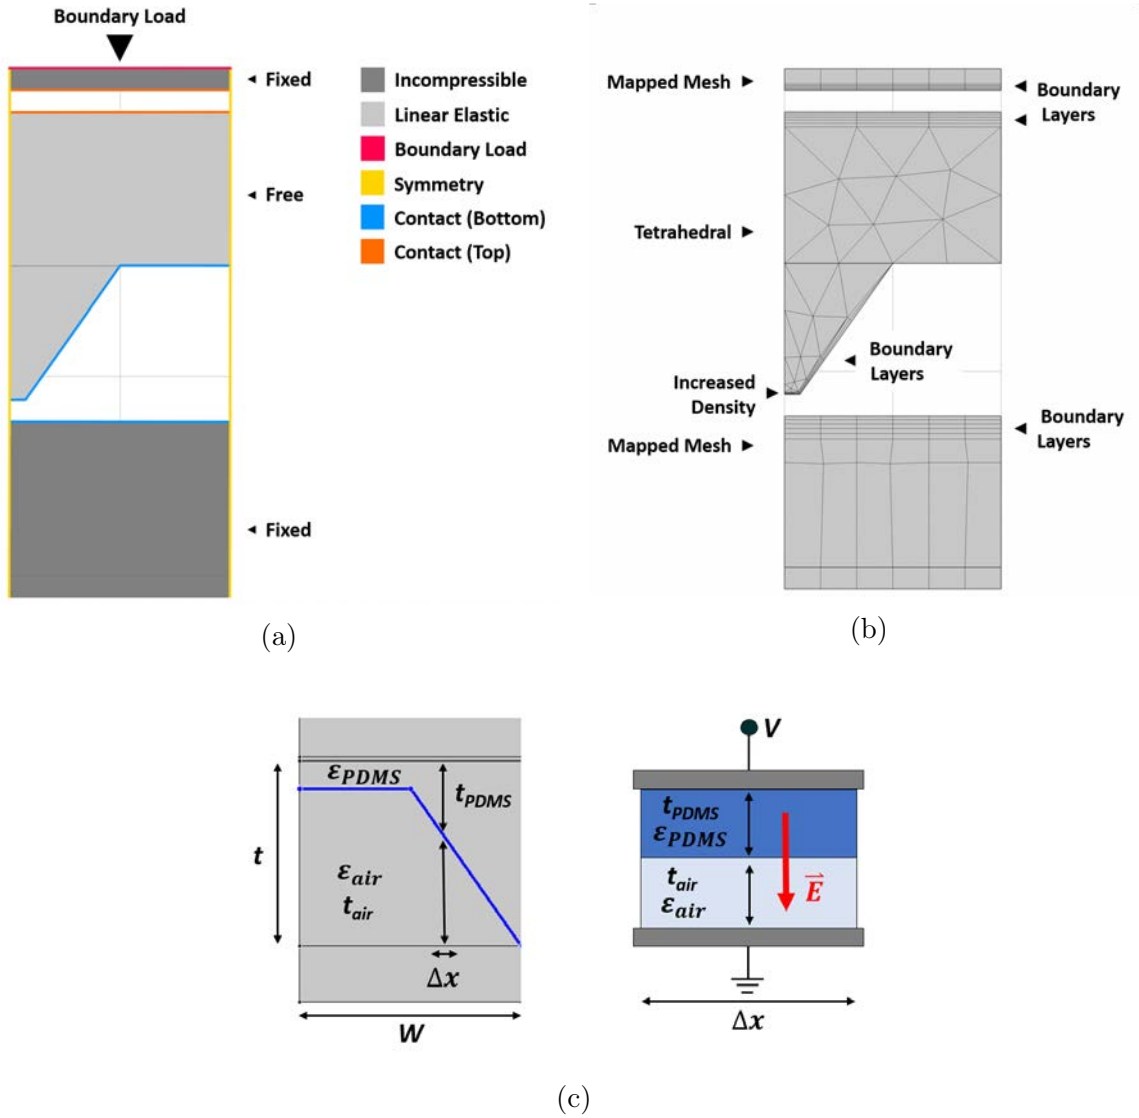 Boundary Load
Fixed
Free
Fixed
Incompressible
Linear Elastic
Boundary Load
Symmetry
Contact (Bottom)
Contact (Top)
(a)
Mapped Mesh
Boundary
Layers
Tetrahedral
Boundary
Layers
Increased
Density
Boundary
Layers
Mapped Mesh
(b)
ε_PDMS
t_PDMS
t
ε_air
t_air
Δx
W
V
t_PDMS
ε_PDMS
t_air
ε_air
E⃗
Δx
(c)